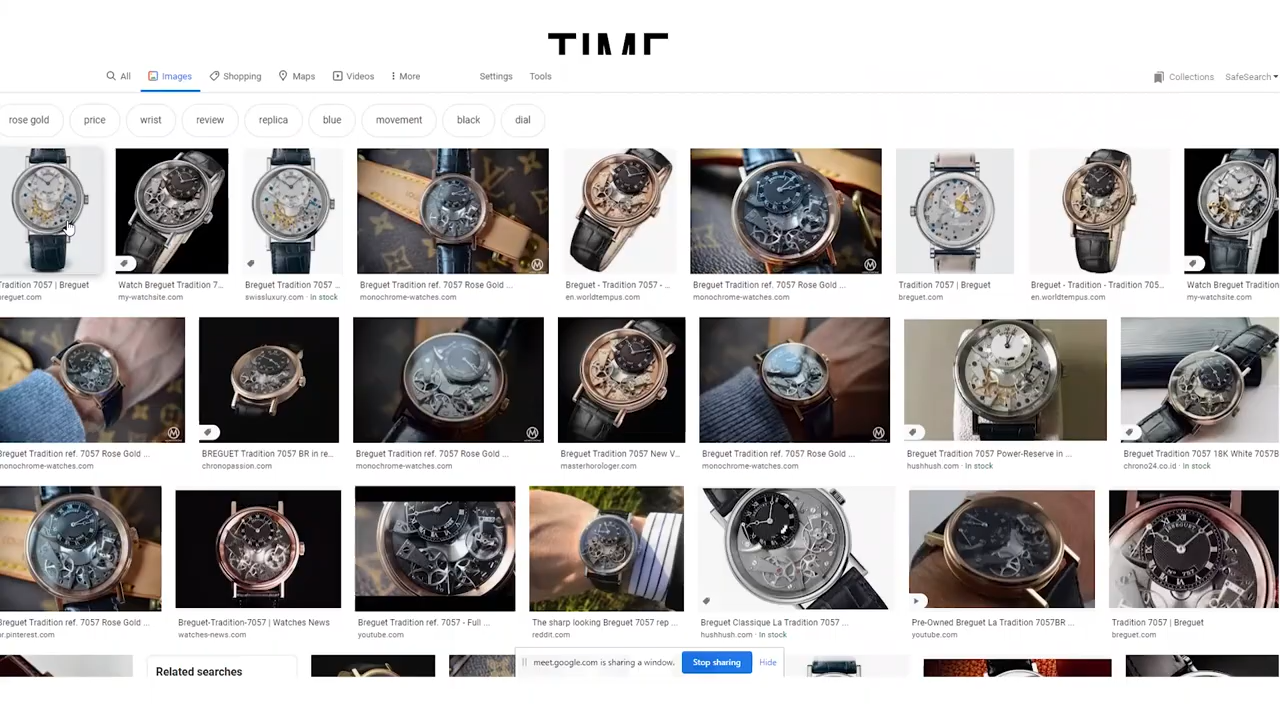 TIME
All Images Shopping Maps Videos More Settings Tools Collections SafeSearch
rose gold price wrist review replica blue movement black dial
Tradition 7057 | Breguet
breguet.com
Watch Breguet Tradition 7...
my-watchsite.com
Breguet Tradition 7057 ...
swissluxury.com · In stock
Breguet Tradition ref. 7057 Rose Gold ...
monochrome-watches.com
Breguet - Tradition - 7057 - ...
en.worldtempus.com
Breguet Tradition ref. 7057 Rose Gold ...
monochrome-watches.com
Tradition 7057 | Breguet
breguet.com
Breguet - Tradition - Tradition 705...
en.worldtempus.com
Watch Breguet Tradition
my-watchsite.com
Breguet Tradition ref. 7057 Rose Gold ...
monochrome-watches.com
BREGUET Tradition 7057 BR in re...
chronopassion.com
Breguet Tradition ref. 7057 Rose Gold ...
monochrome-watches.com
Breguet Tradition 7057 New V...
masterhorologer.com
Breguet Tradition ref. 7057 Rose Gold ...
monochrome-watches.com
Breguet Tradition 7057 Power-Reserve in ...
hushhush.com · In stock
Breguet Tradition 7057 18K White 7057B
chrono24.co.id · In stock
Breguet Tradition ref. 7057 Rose Gold ...
r.pinterest.com
Breguet-Tradition-7057 | Watches News
watches-news.com
Breguet Tradition ref. 7057 - Full ...
youtube.com
The sharp looking Breguet 7057 rep ...
reddit.com
Breguet Classique La Tradition 7057 ...
hushhush.com · In stock
Pre-Owned Breguet La Tradition 7057BR ...
youtube.com
Tradition 7057 | Breguet
breguet.com
Related searches
meet.google.com is sharing a window. Stop sharing Hide